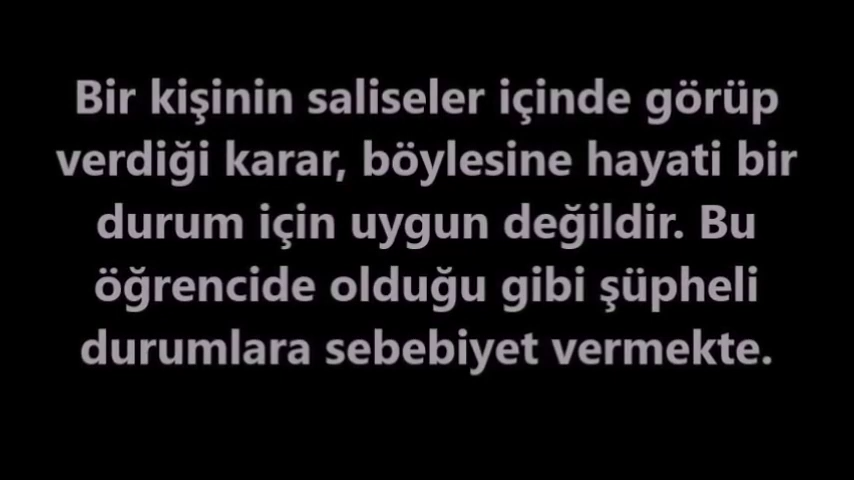 Bir kişinin saliseler içinde görüp
verdiği karar, böylesine hayati bir
durum için uygun değildir. Bu
öğrencide olduğu gibi şüpheli
durumlara sebebiyet vermekte.